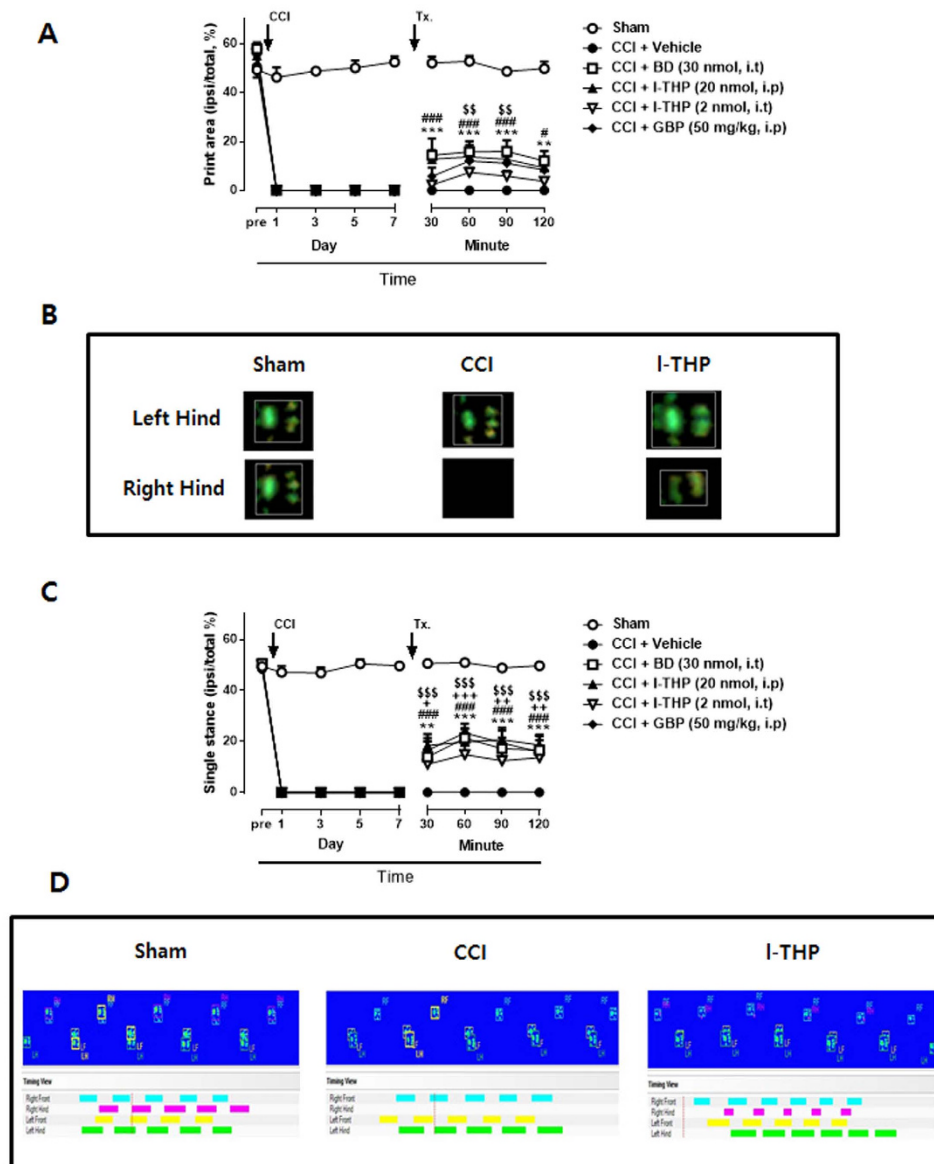 A
CCI
Tx.
Print area (ipsi/total, %)
60
40
20
0
### $$ $$
*** ### ### #
*** *** **
pre 1 3 5 7 30 60 90 120
Day Minute
Time
Sham
CCI + Vehicle
CCI + BD (30 nmol, i.t)
CCI + l-THP (20 nmol, i.p)
CCI + l-THP (2 nmol, i.t)
CCI + GBP (50 mg/kg, i.p)
B
Sham CCI l-THP
Left Hind
Right Hind
C
CCI
Tx.
Single stance (ipsi/total %)
60
40
20
0
$$$ $$$ $$$ $$$
+ +++ ++ ++
### ### ### ###
** *** *** ***
pre 1 3 5 7 30 60 90 120
Day Minute
Time
Sham
CCI + Vehicle
CCI + BD (30 nmol, i.t)
CCI + l-THP (20 nmol, i.p)
CCI + l-THP (2 nmol, i.t)
CCI + GBP (50 mg/kg, i.p)
D
Sham CCI l-THP
Timing View
Right Front
Right Hind
Left Front
Left Hind
Timing View
Right Front
Right Hind
Left Front
Left Hind
Timing View
Right Front
Right Hind
Left Front
Left Hind